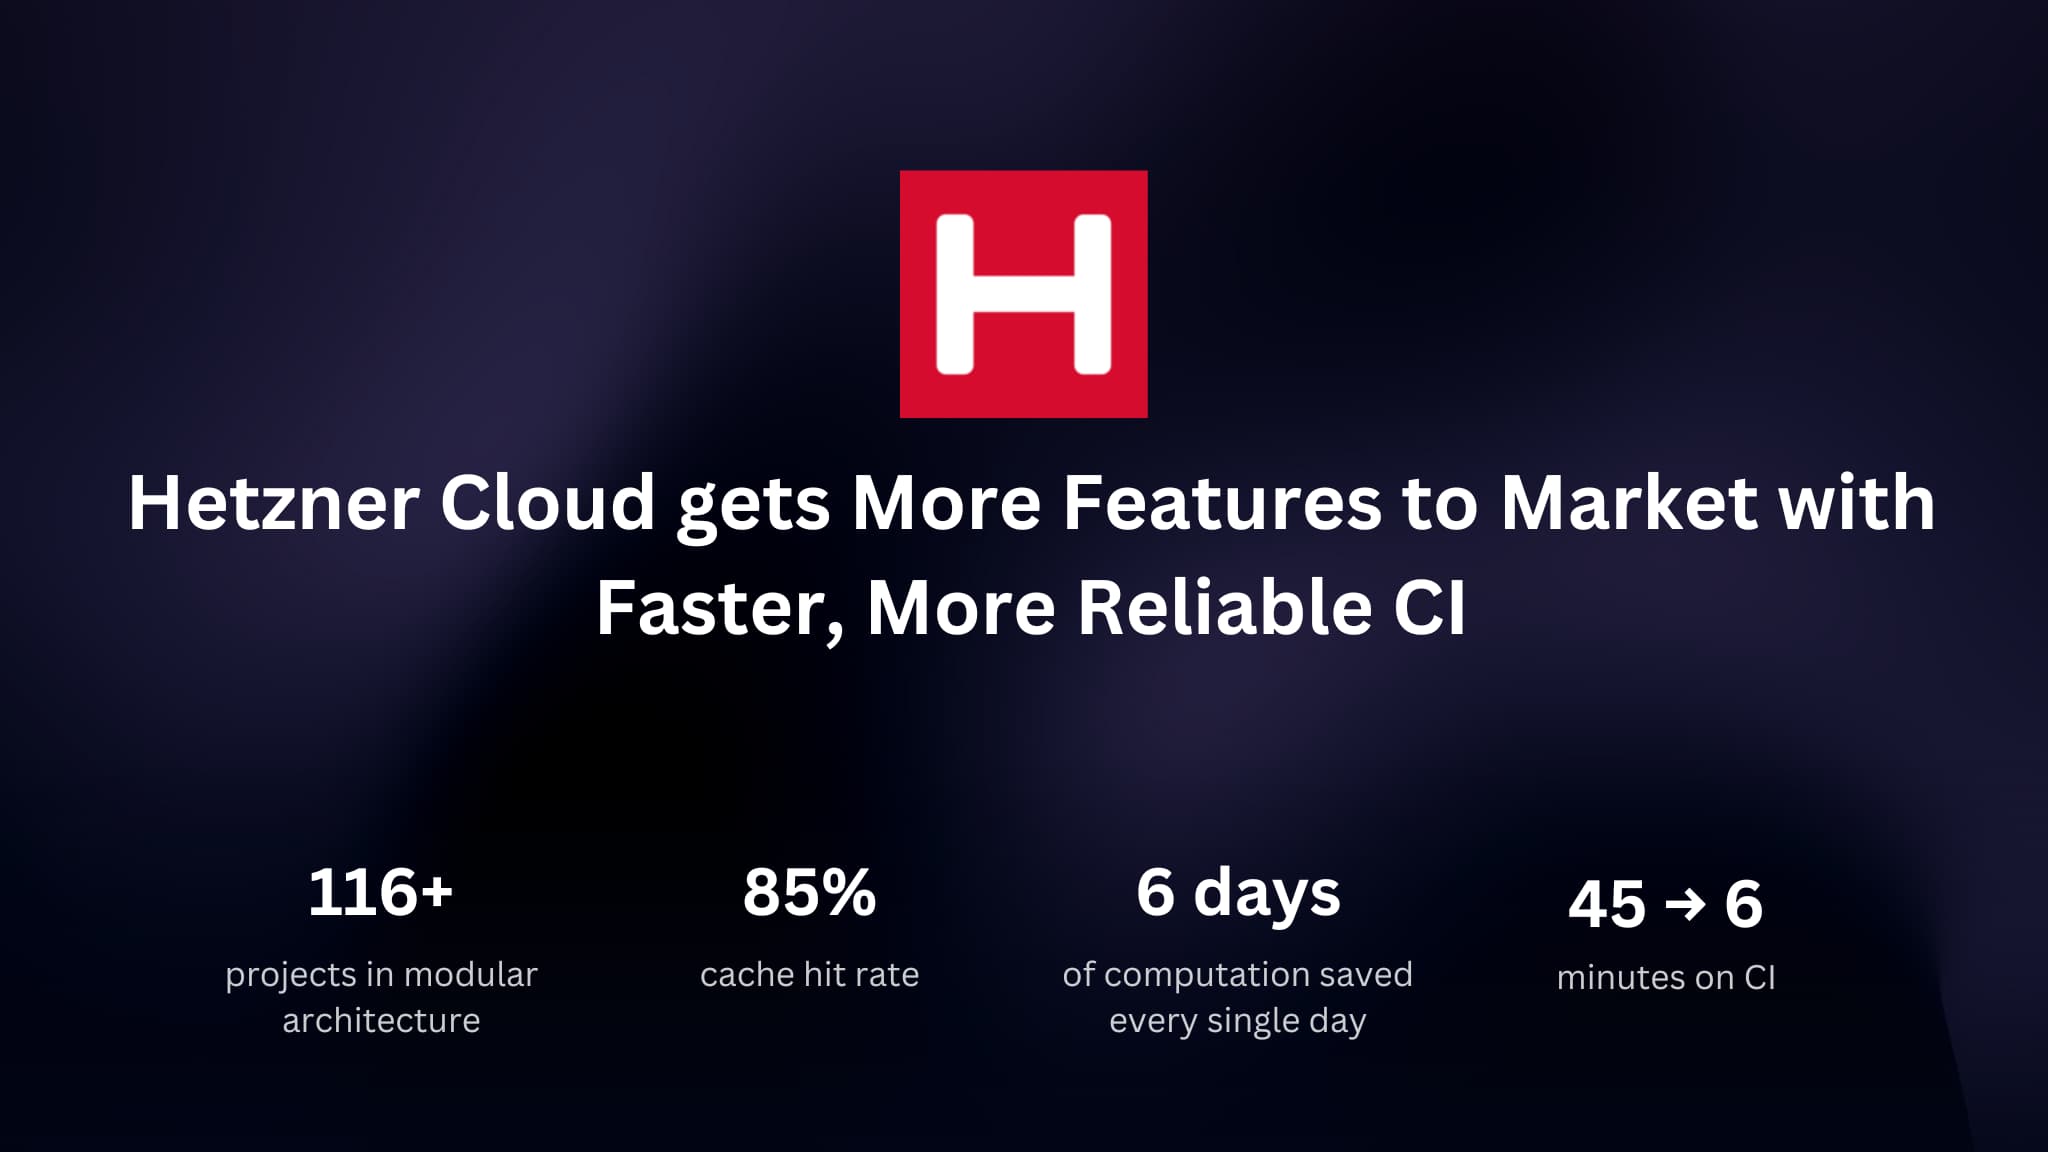 H
Hetzner Cloud gets More Features to Market with
Faster, More Reliable CI
116+
projects in modular
architecture
85%
cache hit rate
6 days
of computation saved
every single day
45 → 6
minutes on CI